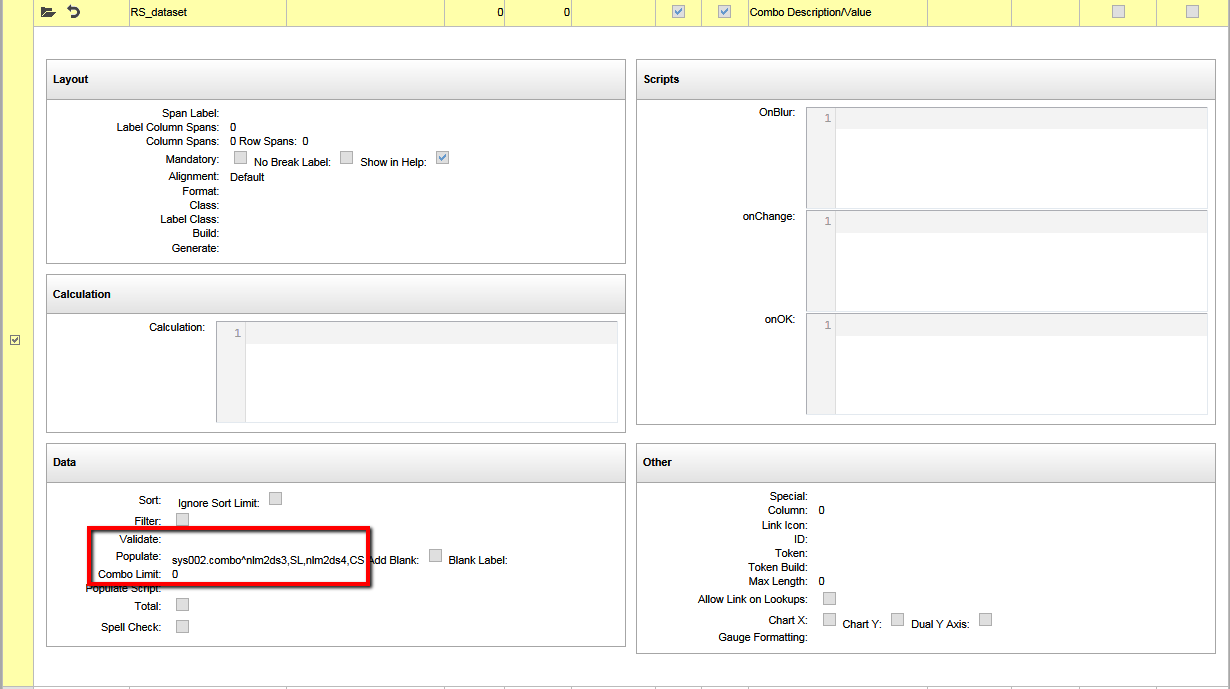 RS_dataset 0 0 Combo Description/Value
Layout
Span Label:
Label Column Spans: 0
Column Spans: 0 Row Spans: 0
Mandatory: No Break Label: Show in Help:
Alignment: Default
Format:
Class:
Label Class:
Build:
Generate:
Calculation
Calculation: 1
Data
Sort: Ignore Sort Limit:
Filter:
Validate:
Populate: sys002.combo^nlm2ds3,SL,nlm2ds4,CS Add Blank: Blank Label:
Combo Limit: 0
Populate Script:
Total:
Spell Check:
Scripts
OnBlur: 1
onChange: 1
onOK: 1
Other
Special:
Column: 0
Link Icon:
ID:
Token:
Token Build:
Max Length: 0
Allow Link on Lookups:
Chart X: Chart Y: Dual Y Axis:
Gauge Formatting: